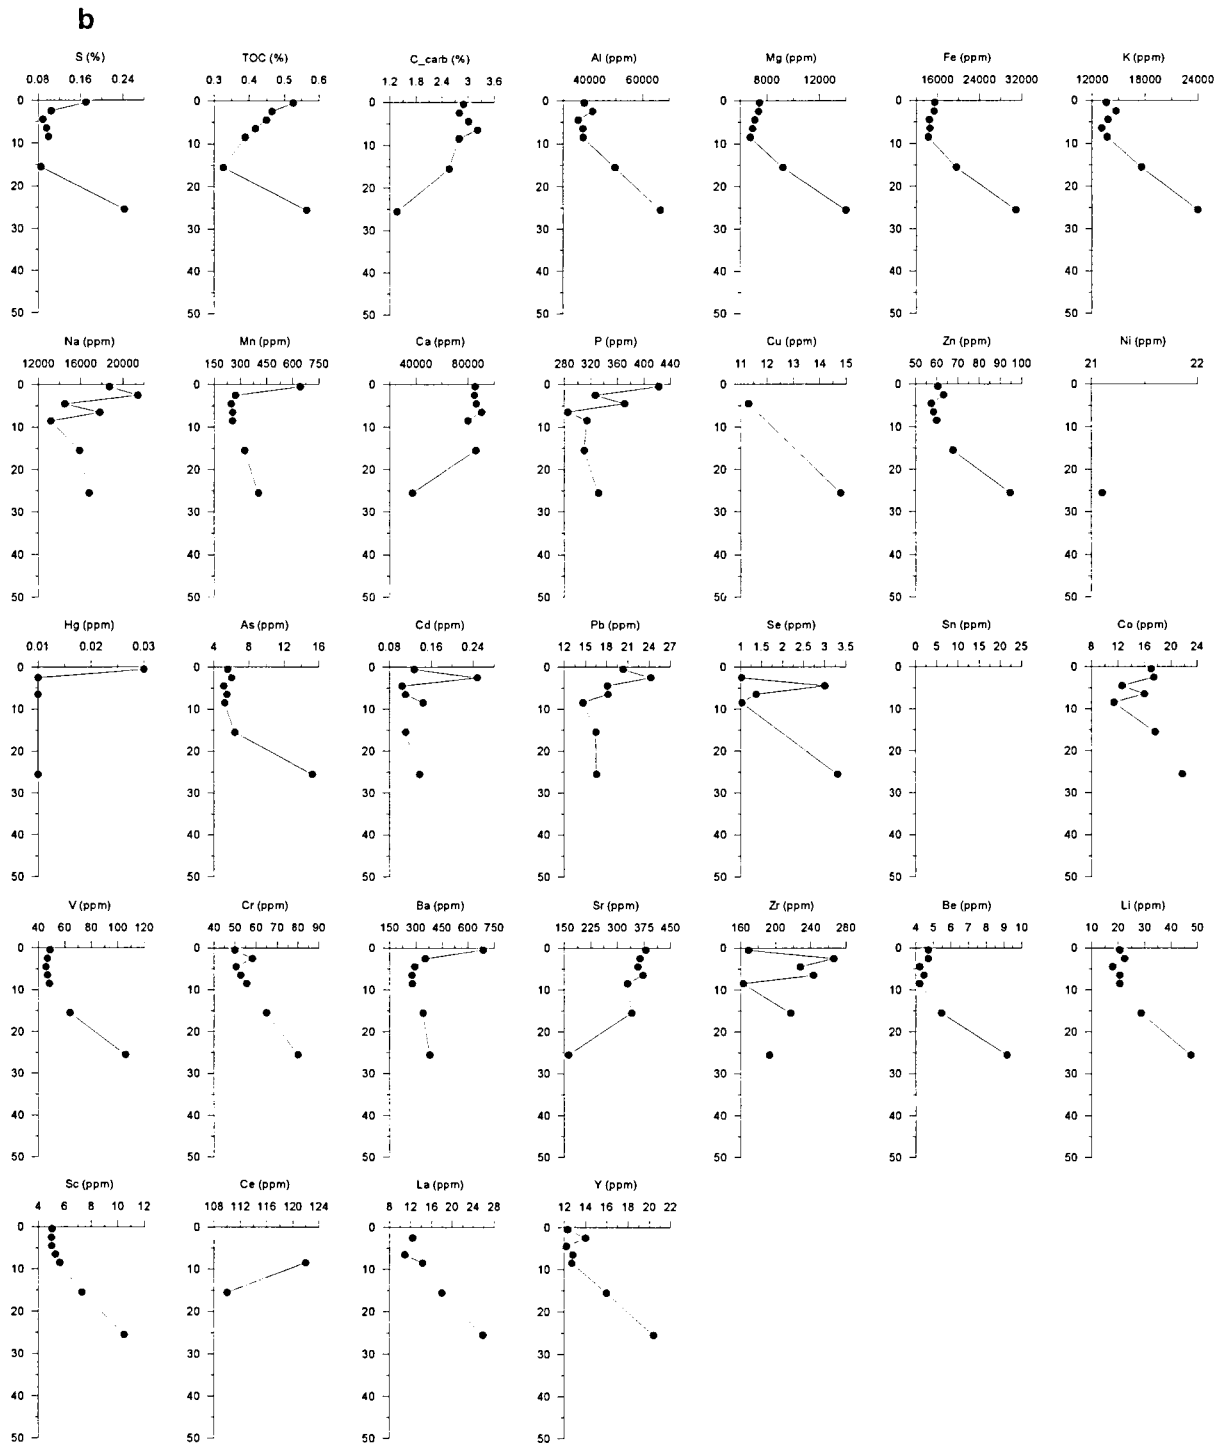 b
S (%) TOC (%) C_carb (%) Al (ppm) Mg (ppm) Fe (ppm) K (ppm)
0.08 0.16 0.24 0.3 0.4 0.5 0.6 1.2 1.8 2.4 3 3.6 40000 60000 8000 12000 16000 24000 32000 12000 18000 24000
0 0 0 0 0 0 0
10 10 10 10 10 10 10
20 20 20 20 20 20 20
30 30 30 30 30 30 30
40 40 40 40 40 40 40
50 50 50 50 50 50 50
Na (ppm) Mn (ppm) Ca (ppm) P (ppm) Cu (ppm) Zn (ppm) Ni (ppm)
12000 16000 20000 150 300 450 600 750 40000 80000 280 320 360 400 440 11 12 13 14 15 50 60 70 80 90 100 21 22
0 0 0 0 0 0 0
10 10 10 10 10 10 10
20 20 20 20 20 20 20
30 30 30 30 30 30 30
40 40 40 40 40 40 40
50 50 50 50 50 50 50
Hg (ppm) As (ppm) Cd (ppm) Pb (ppm) Se (ppm) Sn (ppm) Co (ppm)
0.01 0.02 0.03 4 8 12 16 0.08 0.16 0.24 12 15 18 21 24 27 1 1.5 2 2.5 3 3.5 0 5 10 15 20 25 8 12 16 20 24
0 0 0 0 0 0 0
10 10 10 10 10 10 10
20 20 20 20 20 20 20
30 30 30 30 30 30 30
40 40 40 40 40 40 40
50 50 50 50 50 50 50
V (ppm) Cr (ppm) Ba (ppm) Sr (ppm) Zr (ppm) Be (ppm) Li (ppm)
40 60 80 100 120 40 50 60 70 80 90 150 300 450 600 750 150 225 300 375 450 160 200 240 280 4 5 6 7 8 9 10 10 20 30 40 50
0 0 0 0 0 0 0
10 10 10 10 10 10 10
20 20 20 20 20 20 20
30 30 30 30 30 30 30
40 40 40 40 40 40 40
50 50 50 50 50 50 50
Sc (ppm) Ce (ppm) La (ppm) Y (ppm)
4 6 8 10 12 108 112 116 120 124 8 12 16 20 24 28 12 14 16 18 20 22
0 0 0 0
10 10 10 10
20 20 20 20
30 30 30 30
40 40 40 40
50 50 50 50